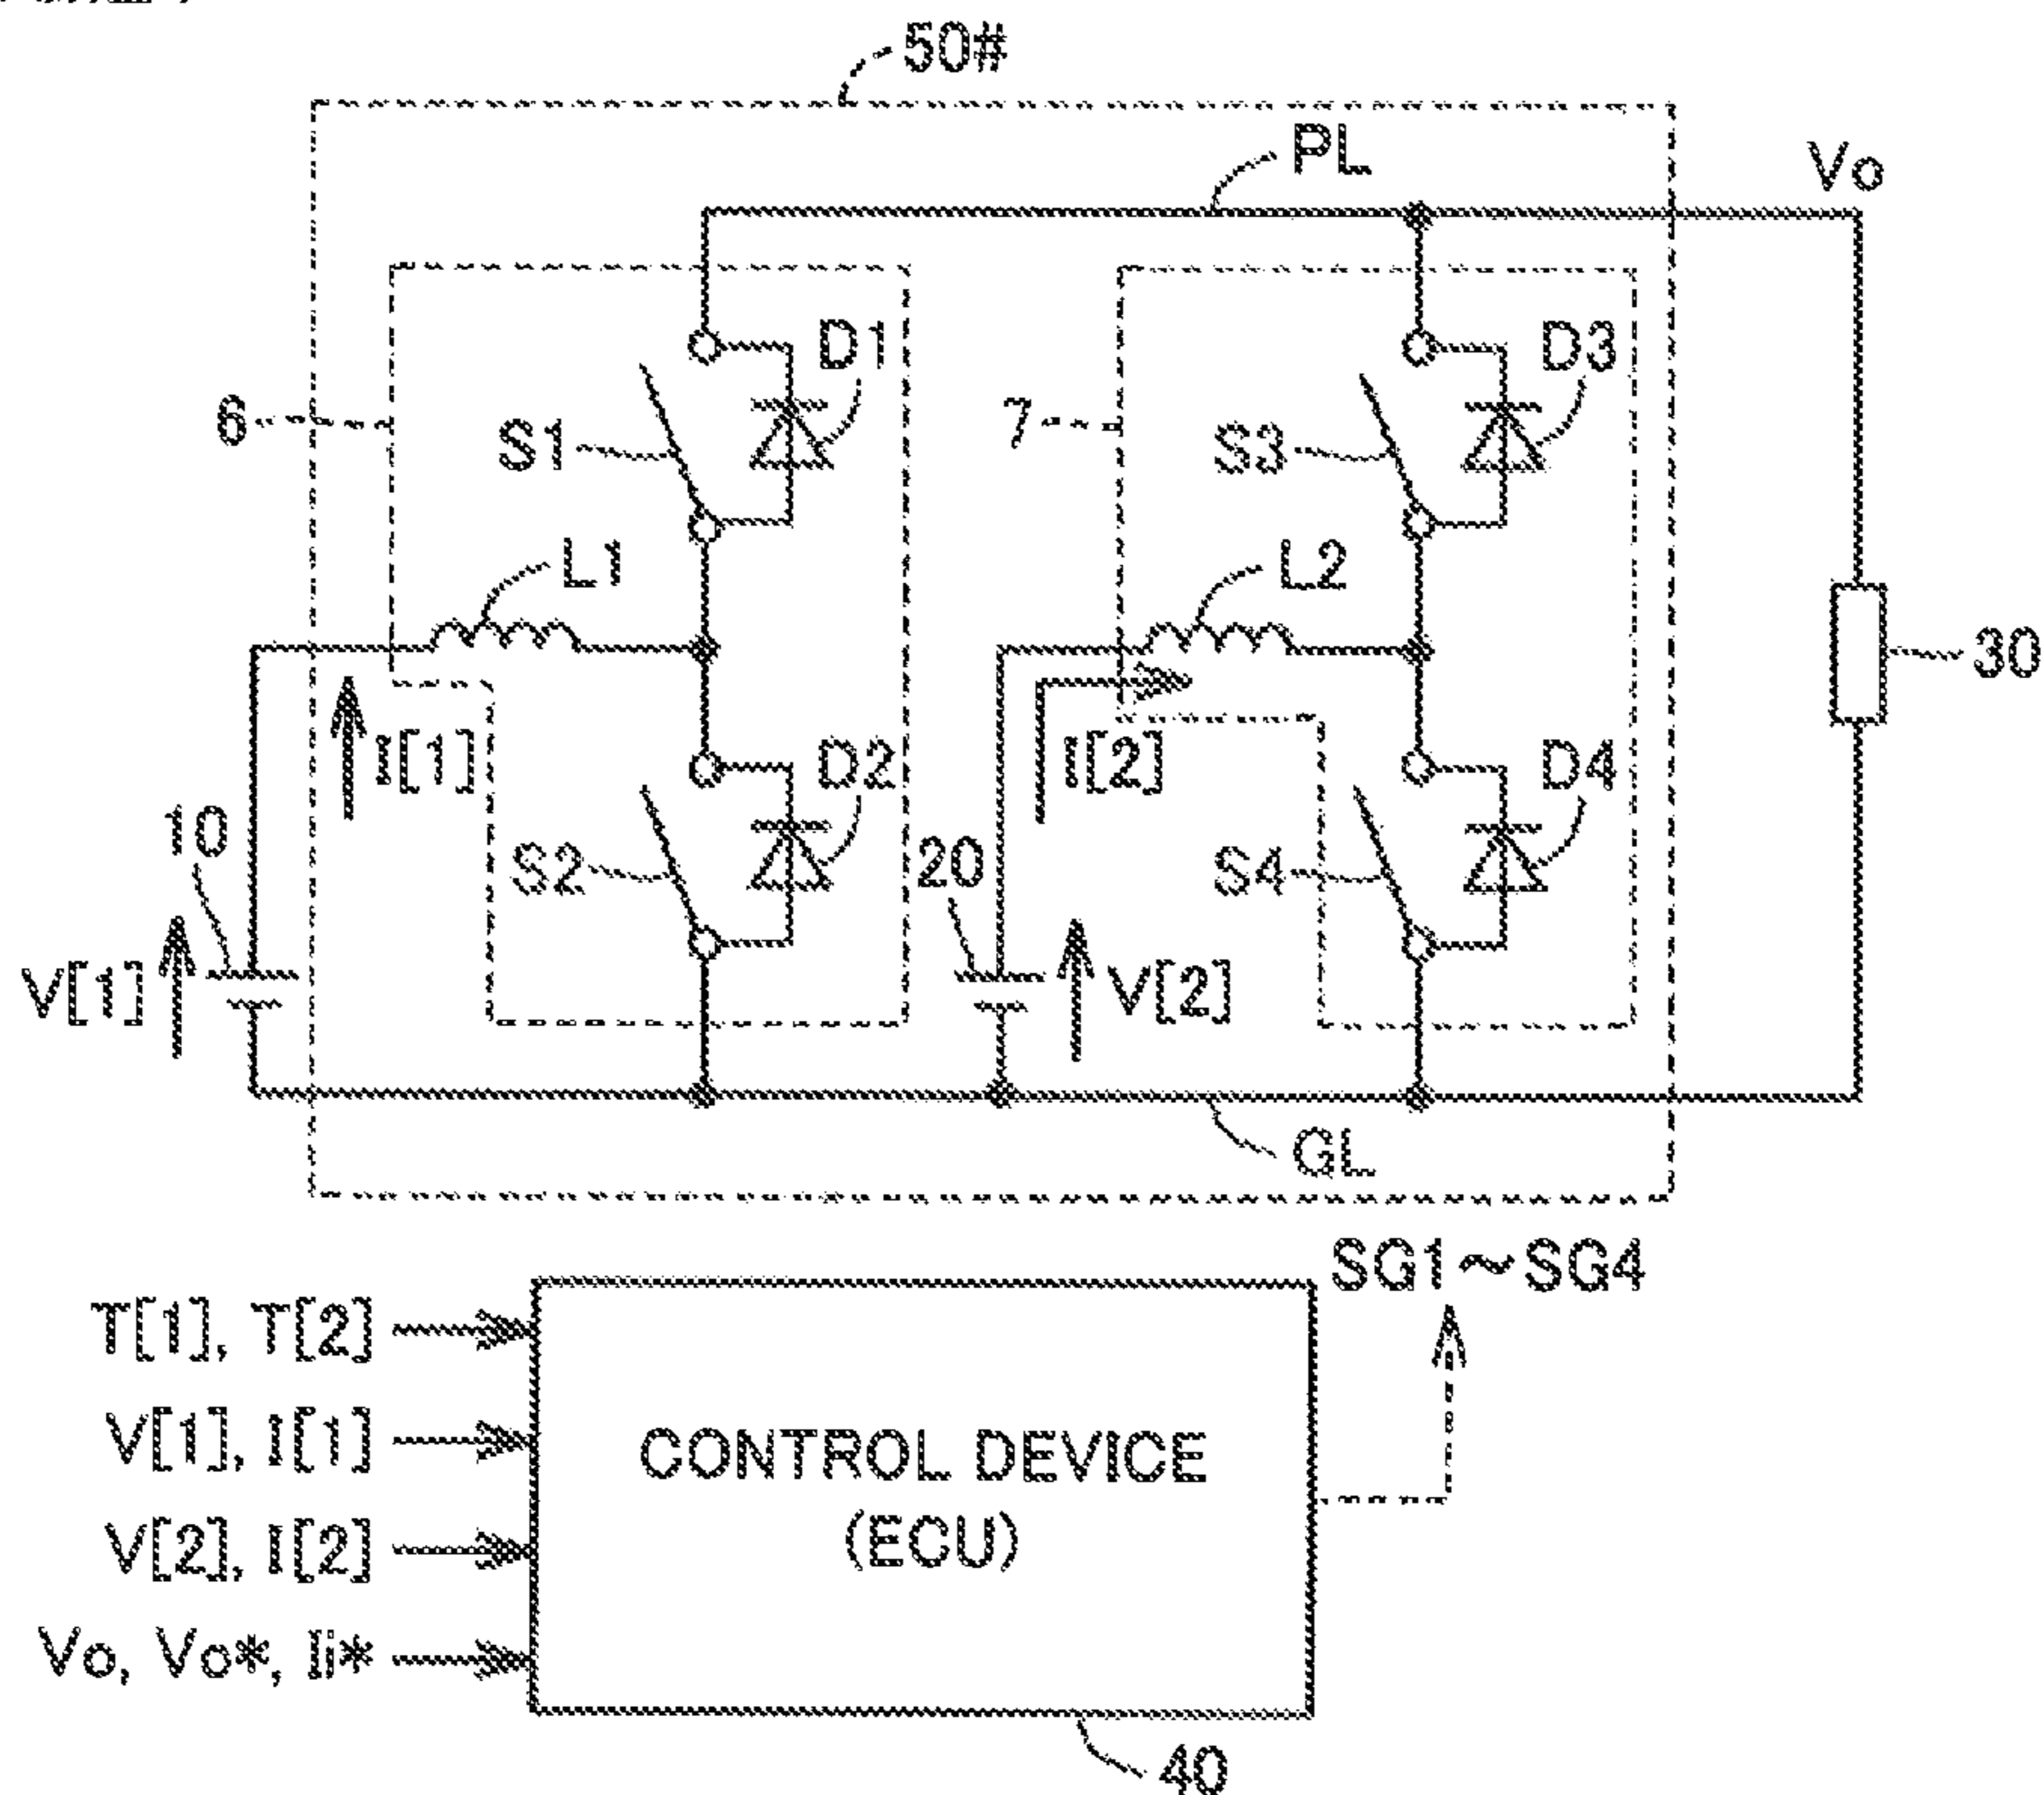 50#
PL
Vo
D1
D3
6
S1
7
S3
L1
L2
30
I[1]
D2
I[2]
D4
10
S2
20
S4
V[1]
V[2]
GL
SG1~SG4
T[1], T[2]
V[1], I[1]
CONTROL DEVICE
(ECU)
V[2], I[2]
Vo, Vo*, Ii*
40